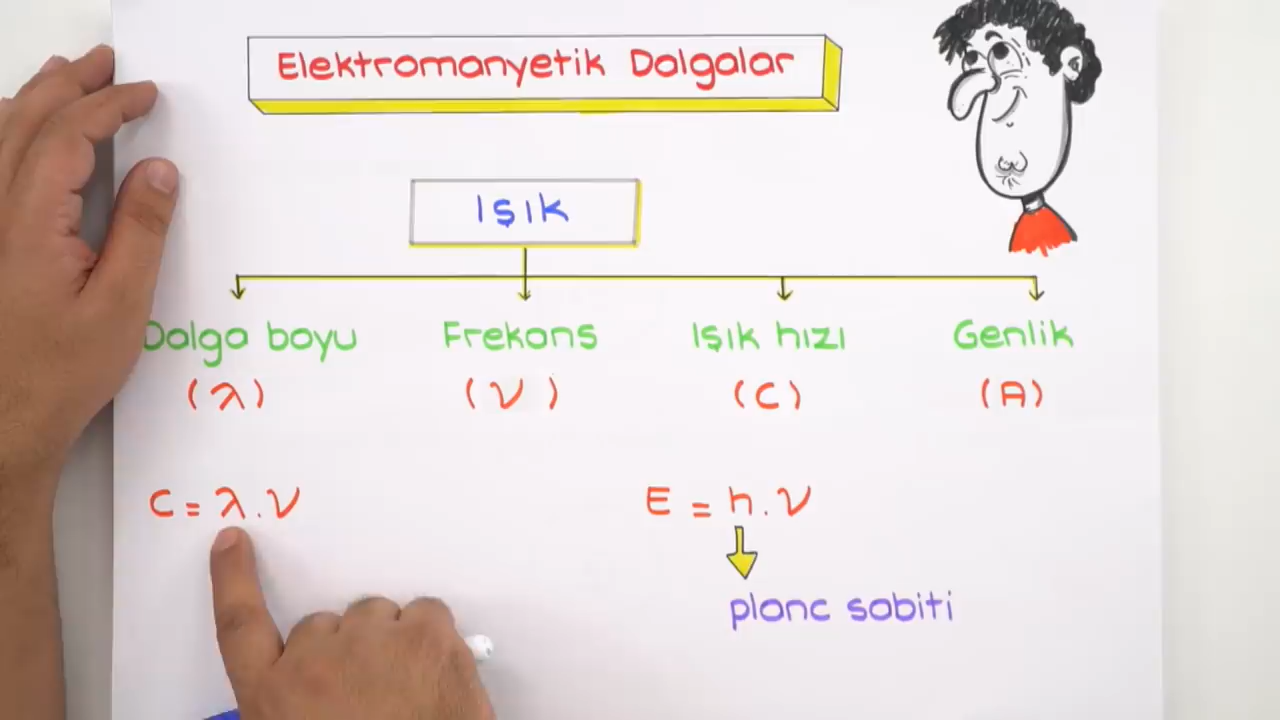 Elektromanyetik Dalgalar
Işık
Dalga boyu Frekans Işık hızı Genlik
(λ) (ν) (C) (A)
C = λ.ν E = h.ν
planc sabiti